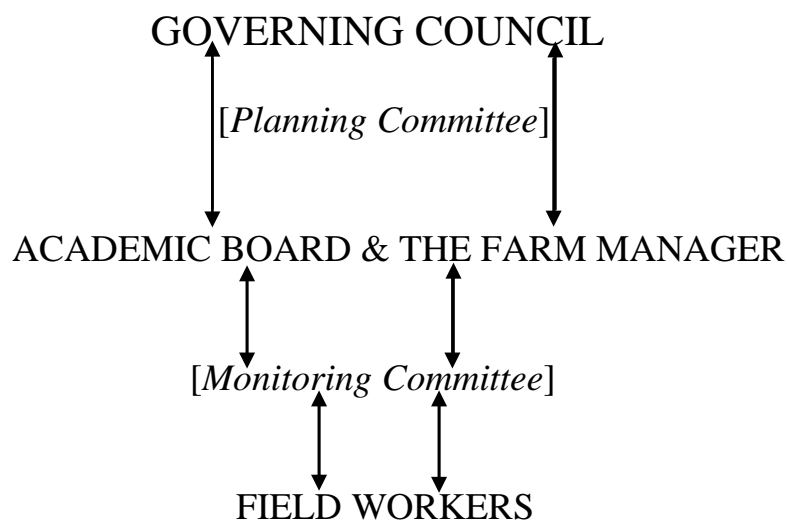 GOVERNING COUNCIL
[Planning Committee]
ACADEMIC BOARD & THE FARM MANAGER
[Monitoring Committee]
FIELD WORKERS